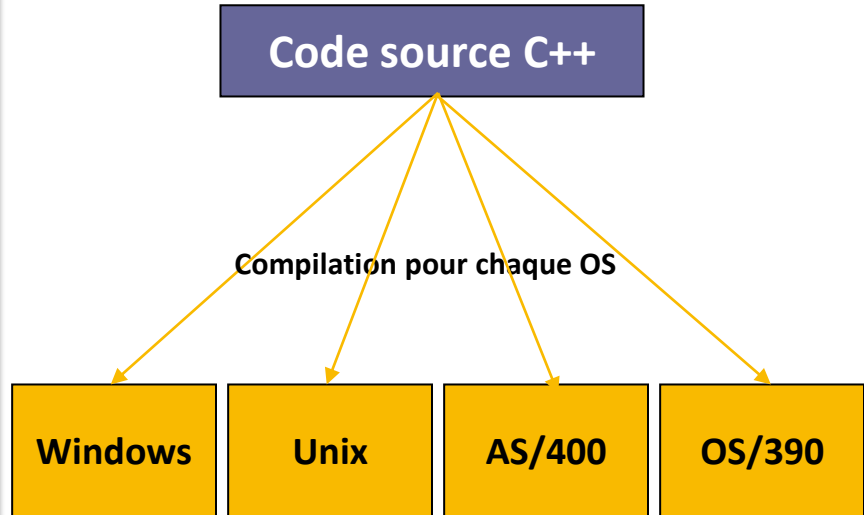 Code source C++
Compilation pour chaque OS
Windows
Unix
AS/400
OS/390